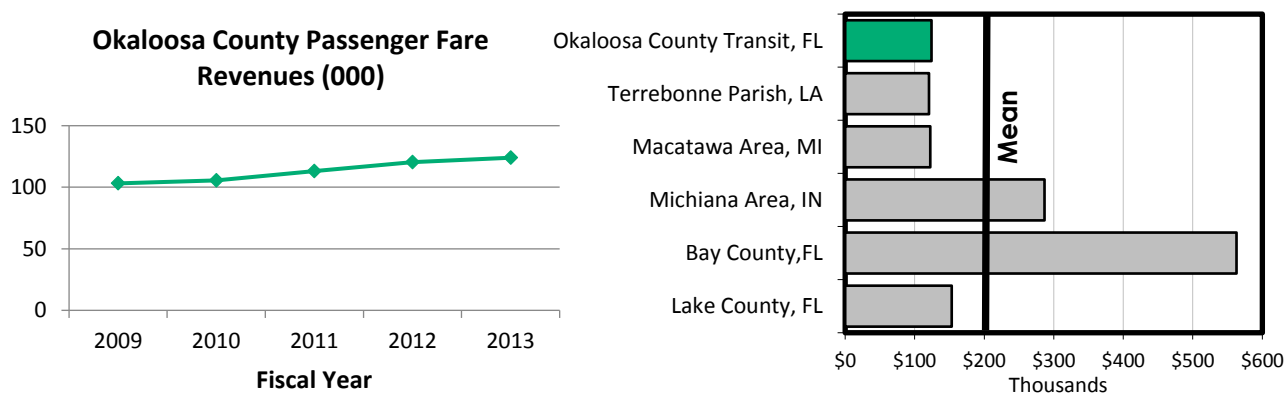 Okaloosa County Passenger Fare
Revenues (000)
150
100
50
0
2009 2010 2011 2012 2013
Fiscal Year
Okaloosa County Transit, FL
Terrebonne Parish, LA
Macatawa Area, MI
Michiana Area, IN
Bay County,FL
Lake County, FL
Mean
$0 $100 $200 $300 $400 $500 $600
Thousands